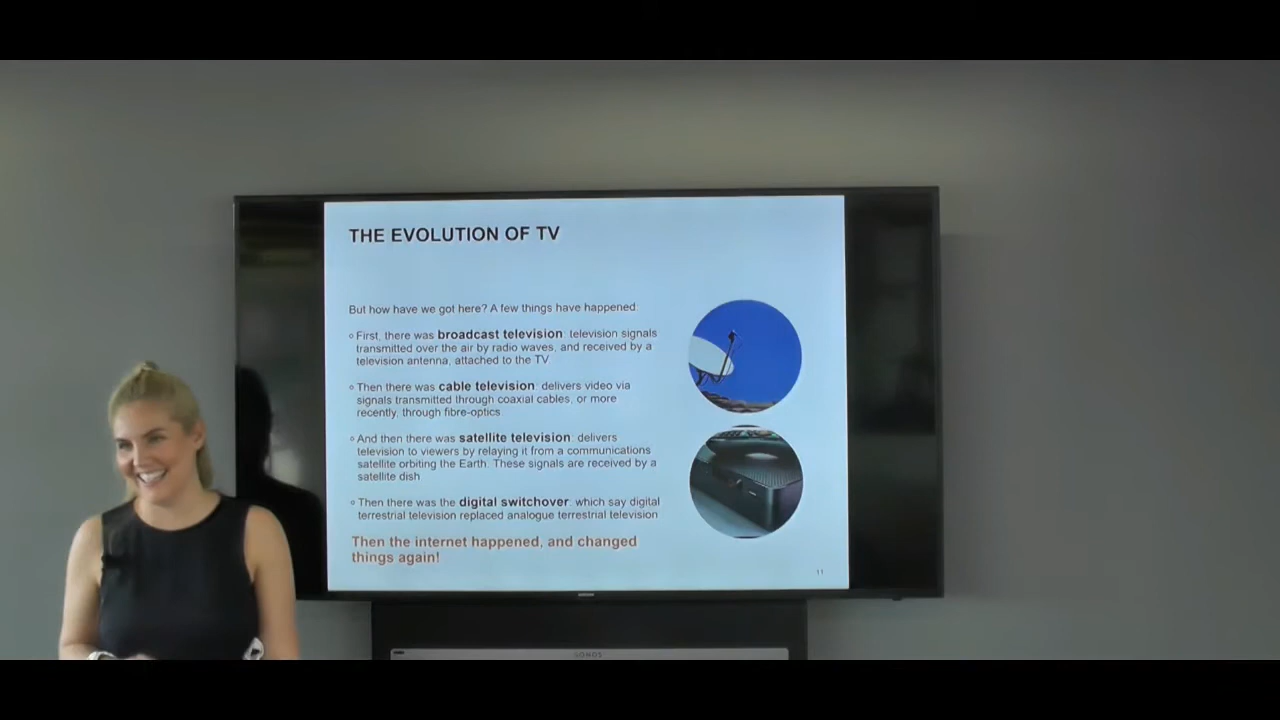 THE EVOLUTION OF TV
But how have we got here? A few things have happened:
First, there was broadcast television: television signals
transmitted over the air by radio waves, and received by a
television antenna, attached to the TV.
Then there was cable television: delivers video via
signals transmitted through coaxial cables, or more
recently, through fibre-optics
And then there was satellite television: delivers
television to viewers by relaying it from a communications
satellite orbiting the Earth. These signals are received by a
satellite dish
Then there was the digital switchover: which say digital
terrestrial television replaced analogue terrestrial television
Then the internet happened, and changed
things again!
11
SAMSUNG
SONOS